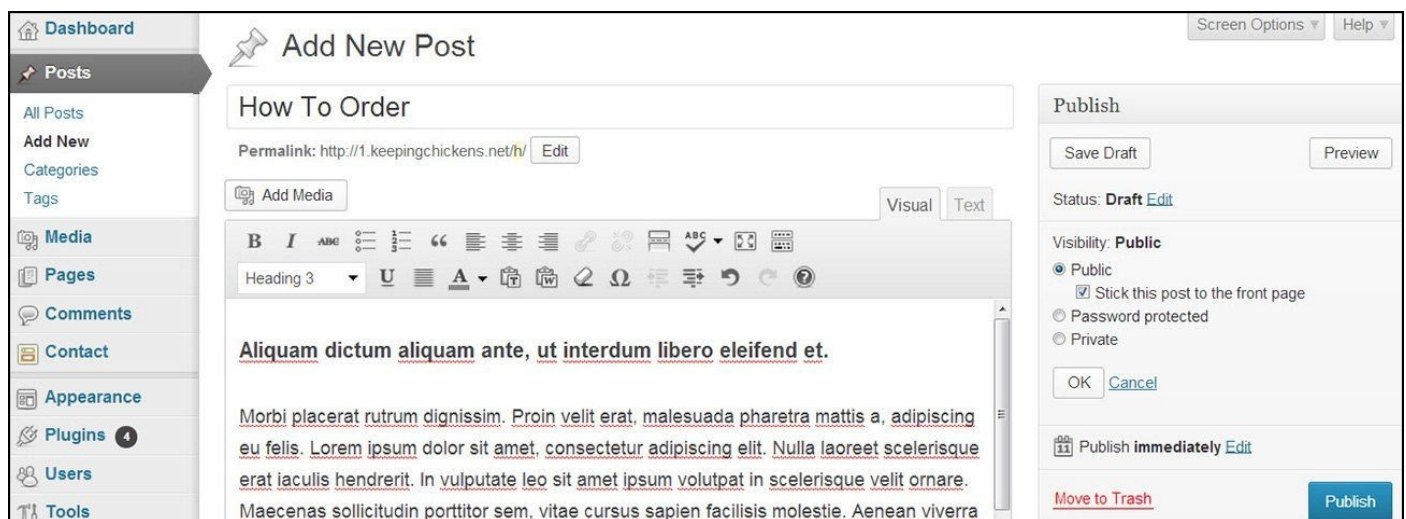 Dashboard
Posts
All Posts
Add New
Categories
Tags
Media
Pages
Comments
Contact
Appearance
Plugins 4
Users
Tools
Screen Options
Help
Add New Post
How To Order
Permalink: http://1.keepingchickens.net/h/ Edit
Add Media
Visual Text
B I ABC 1 2 3 “ ABC
Heading 3 U A T W Ω ?
Aliquam dictum aliquam ante, ut interdum libero eleifend et.
Morbi placerat rutrum dignissim. Proin velit erat, malesuada pharetra mattis a, adipiscing
eu felis. Lorem ipsum dolor sit amet, consectetur adipiscing elit. Nulla laoreet scelerisque
erat iaculis hendrerit. In vulputate leo sit amet ipsum volutpat in scelerisque velit ornare.
Maecenas sollicitudin porttitor sem, vitae cursus sapien facilisis molestie. Aenean viverra
Publish
Save Draft Preview
Status: Draft Edit
Visibility: Public
Public
Stick this post to the front page
Password protected
Private
OK Cancel
11 Publish immediately Edit
Move to Trash Publish